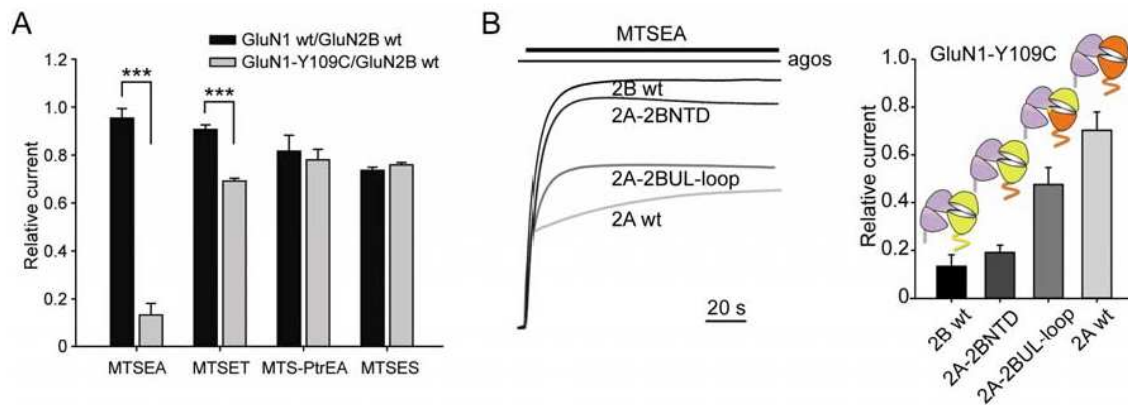 A
GluN1 wt/GluN2B wt
GluN1-Y109C/GluN2B wt
1.2
1.0
0.8
0.6
0.4
0.2
0
Relative current
***
***
MTSEA
MTSET
MTS-PtrEA
MTSES
B
MTSEA
agos
2B wt
2A-2BNTD
2A-2BUL-loop
2A wt
20 s
GluN1-Y109C
1.0
0.8
0.6
0.4
0.2
0
Relative current
2B wt
2A-2BNTD
2A-2BUL-loop
2A wt